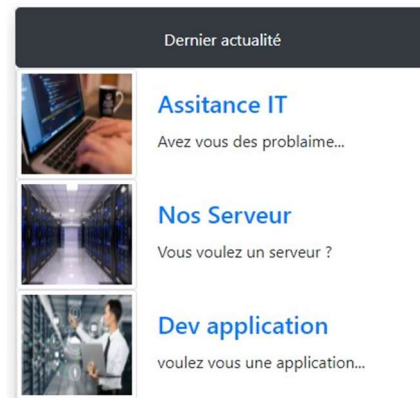 Dernier actualité
Assitance IT
Avez vous des problaime...
Nos Serveur
Vous voulez un serveur ?
Dev application
voulez vous une application...